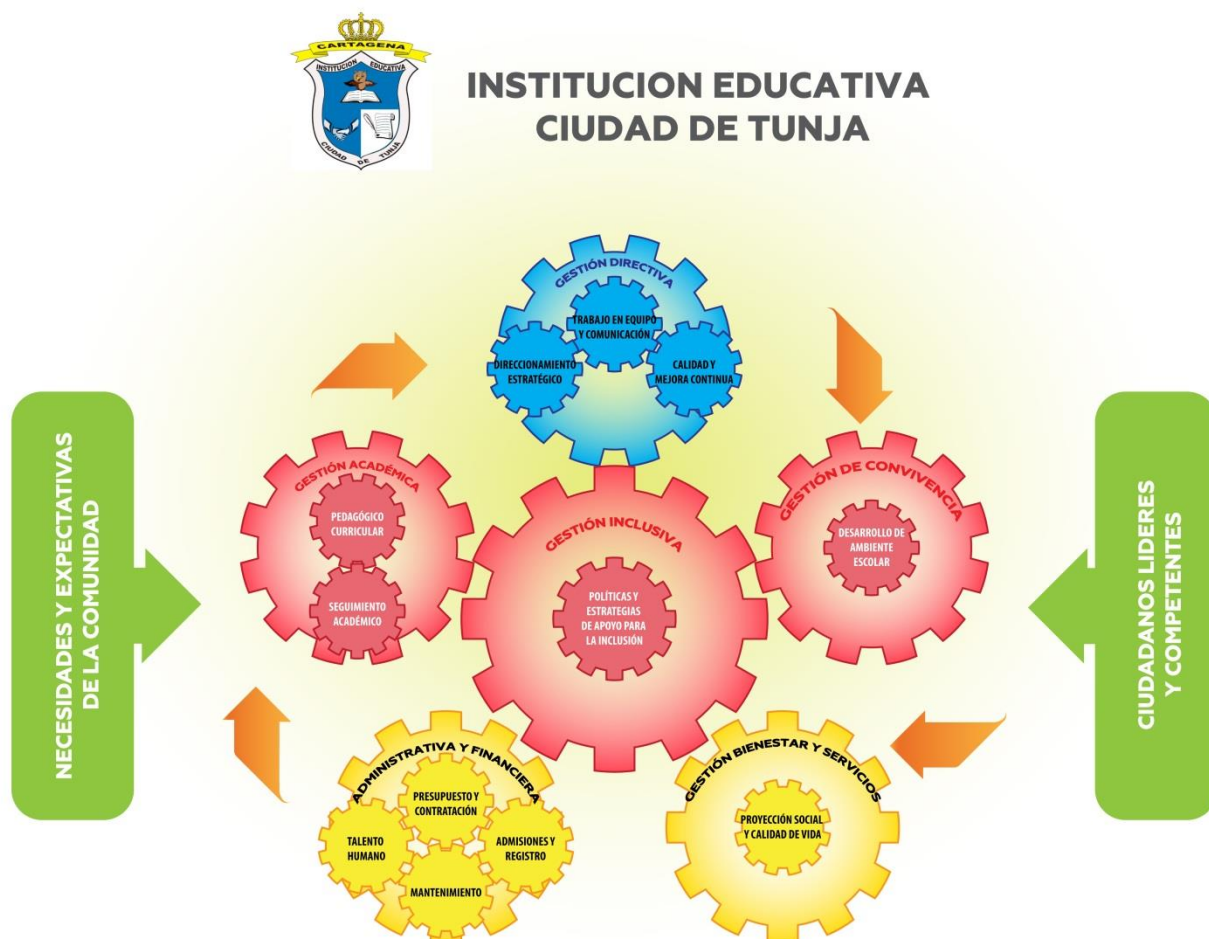 CARTAGENA
INSTITUCION EDUCATIVA
CIUDAD DE TUNJA
INSTITUCION EDUCATIVA
CIUDAD DE TUNJA
GESTIÓN DIRECTIVA
TRABAJO EN EQUIPO
Y COMUNICACIÓN
DIRECCIONAMIENTO
ESTRATÉGICO
CALIDAD Y
MEJORA CONTINUA
NECESIDADES Y EXPECTATIVAS
DE LA COMUNIDAD
GESTIÓN ACADÉMICA
PEDAGÓGICO
CURRICULAR
SEGUIMIENTO
ACADÉMICO
GESTIÓN INCLUSIVA
POLÍTICAS Y
ESTRATEGIAS
DE APOYO PARA
LA INCLUSIÓN
GESTIÓN DE CONVIVENCIA
DESARROLLO DE
AMBIENTE
ESCOLAR
CIUDADANOS LIDERES
Y COMPETENTES
ADMINISTRATIVA Y FINANCIERA
PRESUPUESTO Y
CONTRATACIÓN
TALENTO
HUMANO
ADMISIONES Y
REGISTRO
MANTENIMIENTO
GESTIÓN BIENESTAR Y SERVICIOS
PROYECCIÓN SOCIAL
Y CALIDAD DE VIDA